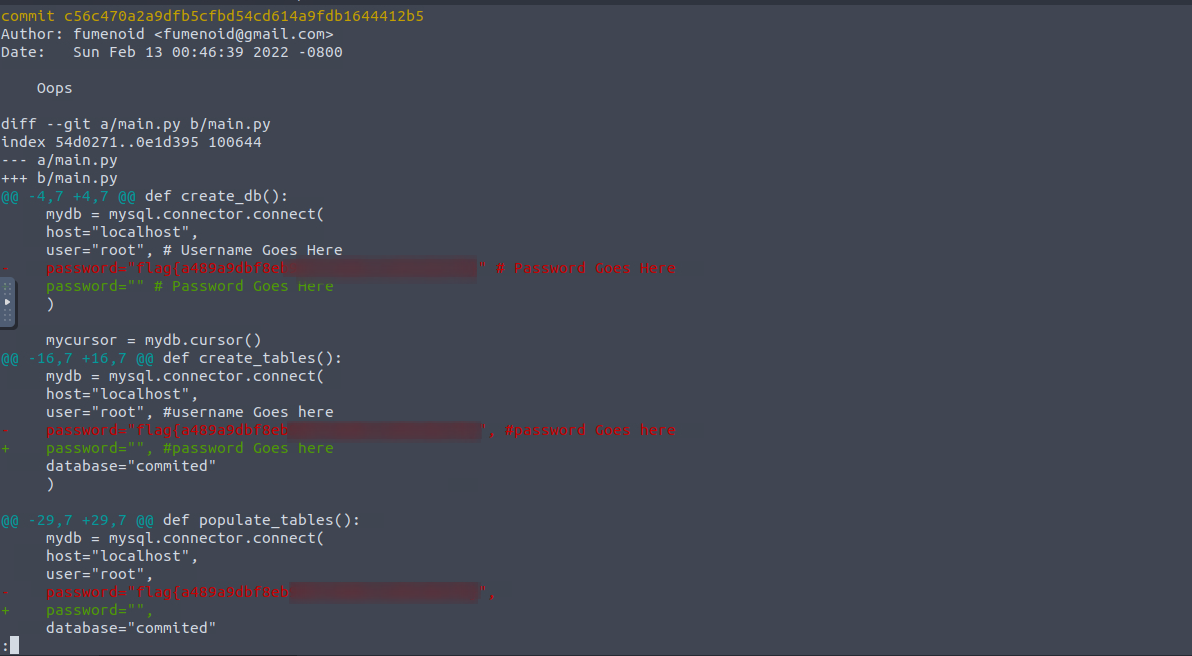 commit c56c470a2a9dfb5cfbd54cd614a9fdb1644412b5
Author: fumenoid <fumenoid@gmail.com>
Date:   Sun Feb 13 00:46:39 2022 -0800
    Oops
diff --git a/main.py b/main.py
index 54d0271..0e1d395 100644
--- a/main.py
+++ b/main.py
@@ -4,7 +4,7 @@ def create_db():
     mydb = mysql.connector.connect(
     host="localhost",
     user="root", # Username Goes Here
-    password="flag{a489a9dbf8eb" # Password Goes Here
     password="" # Password Goes Here
     )
     mycursor = mydb.cursor()
@@ -16,7 +16,7 @@ def create_tables():
     mydb = mysql.connector.connect(
     host="localhost",
     user="root", #username Goes here
-    password="flag{a489a9dbf8eb", #password Goes here
+    password="", #password Goes here
     database="commited"
     )
@@ -29,7 +29,7 @@ def populate_tables():
     mydb = mysql.connector.connect(
     host="localhost",
     user="root",
-    password="flag{a489a9dbf8eb",
+    password="",
     database="commited"
: